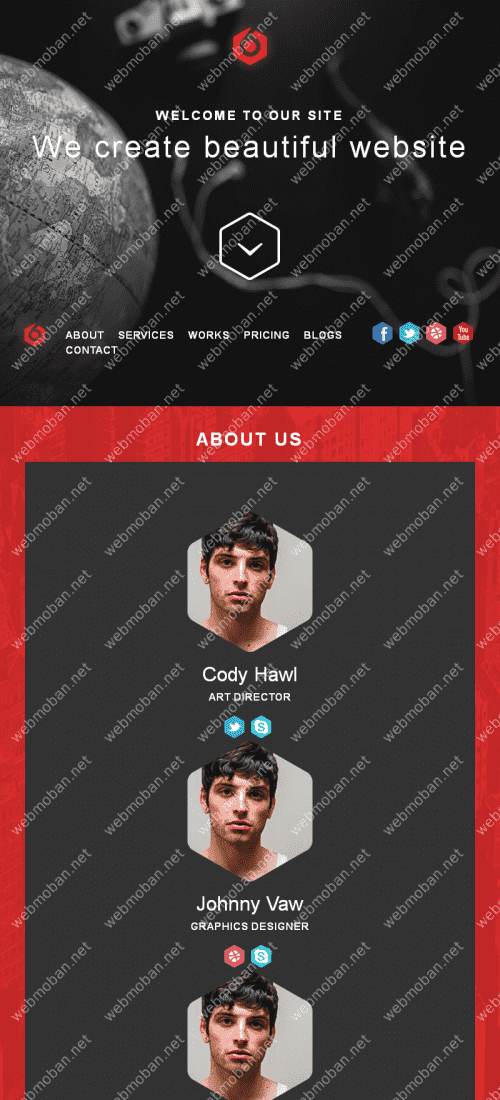 WELCOME TO OUR SITE
We create beautiful website
ABOUT SERVICES WORKS PRICING BLOGS
CONTACT
You
Tube
ABOUT US
Cody Hawl
ART DIRECTOR
Johnny Vaw
GRAPHICS DESIGNER
webmoban.net